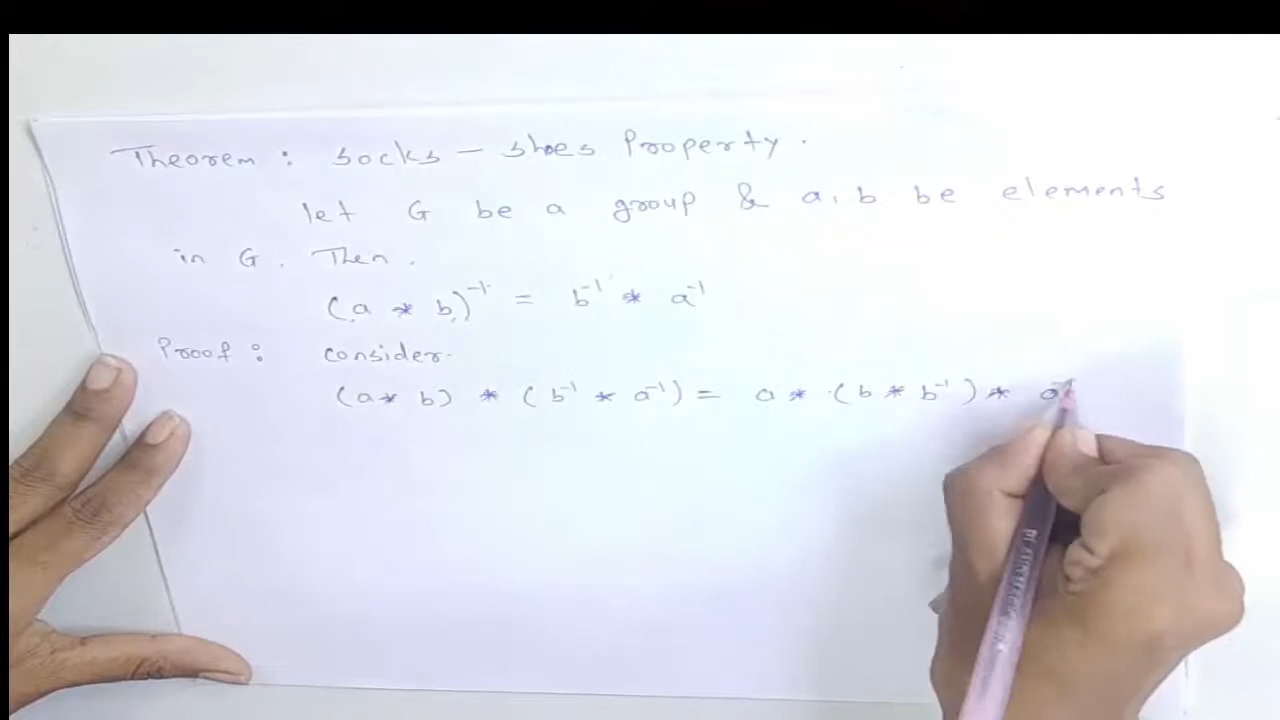 Theorem : Socks - Shoes Property.
let G be a group & a, b be elements
in G. Then.
(a * b)⁻¹ = b⁻¹ * a⁻¹
Proof : consider
(a * b) * (b⁻¹ * a⁻¹) = a * (b * b⁻¹) * a⁻¹